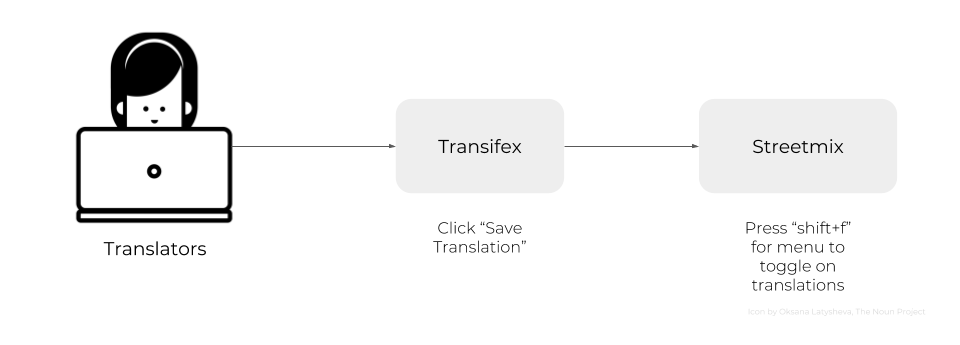 Transifex
Streetmix
Translators
Click “Save
Translation”
Press “shift+f”
for menu to
toggle on
translations
Icon by Oksana Latysheva, The Noun Project